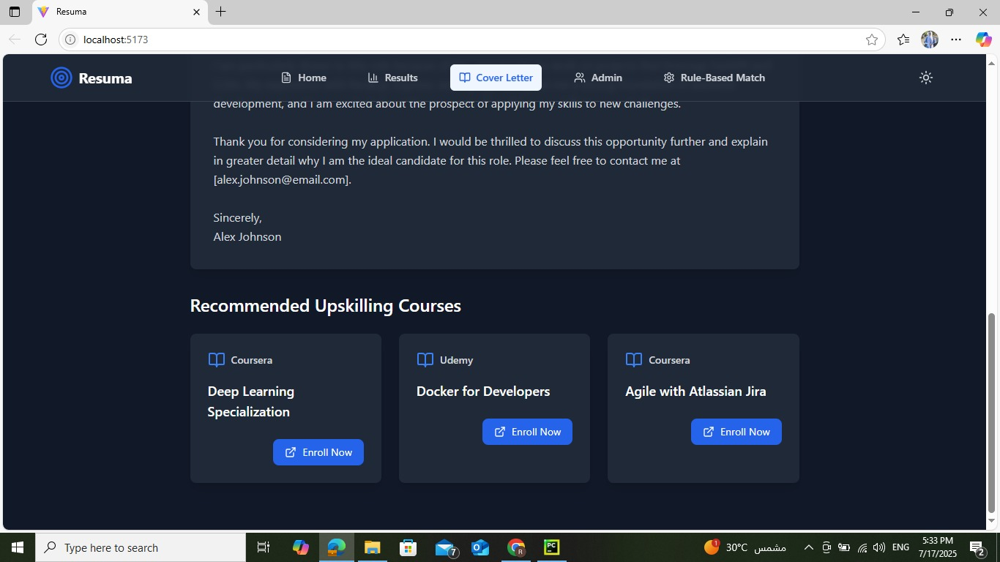 Resuma
localhost:5173
Resuma
Home
Results
Cover Letter
Admin
Rule-Based Match
development, and I am excited about the prospect of applying my skills to new challenges.
Thank you for considering my application. I would be thrilled to discuss this opportunity further and explain
in greater detail why I am the ideal candidate for this role. Please feel free to contact me at
[alex.johnson@email.com].
Sincerely,
Alex Johnson
Recommended Upskilling Courses
Coursera
Deep Learning
Specialization
Enroll Now
Udemy
Docker for Developers
Enroll Now
Coursera
Agile with Atlassian Jira
Enroll Now
Type here to search
7
R
PC
1
30°C مشمس
ENG
5:33 PM
7/17/2025
2